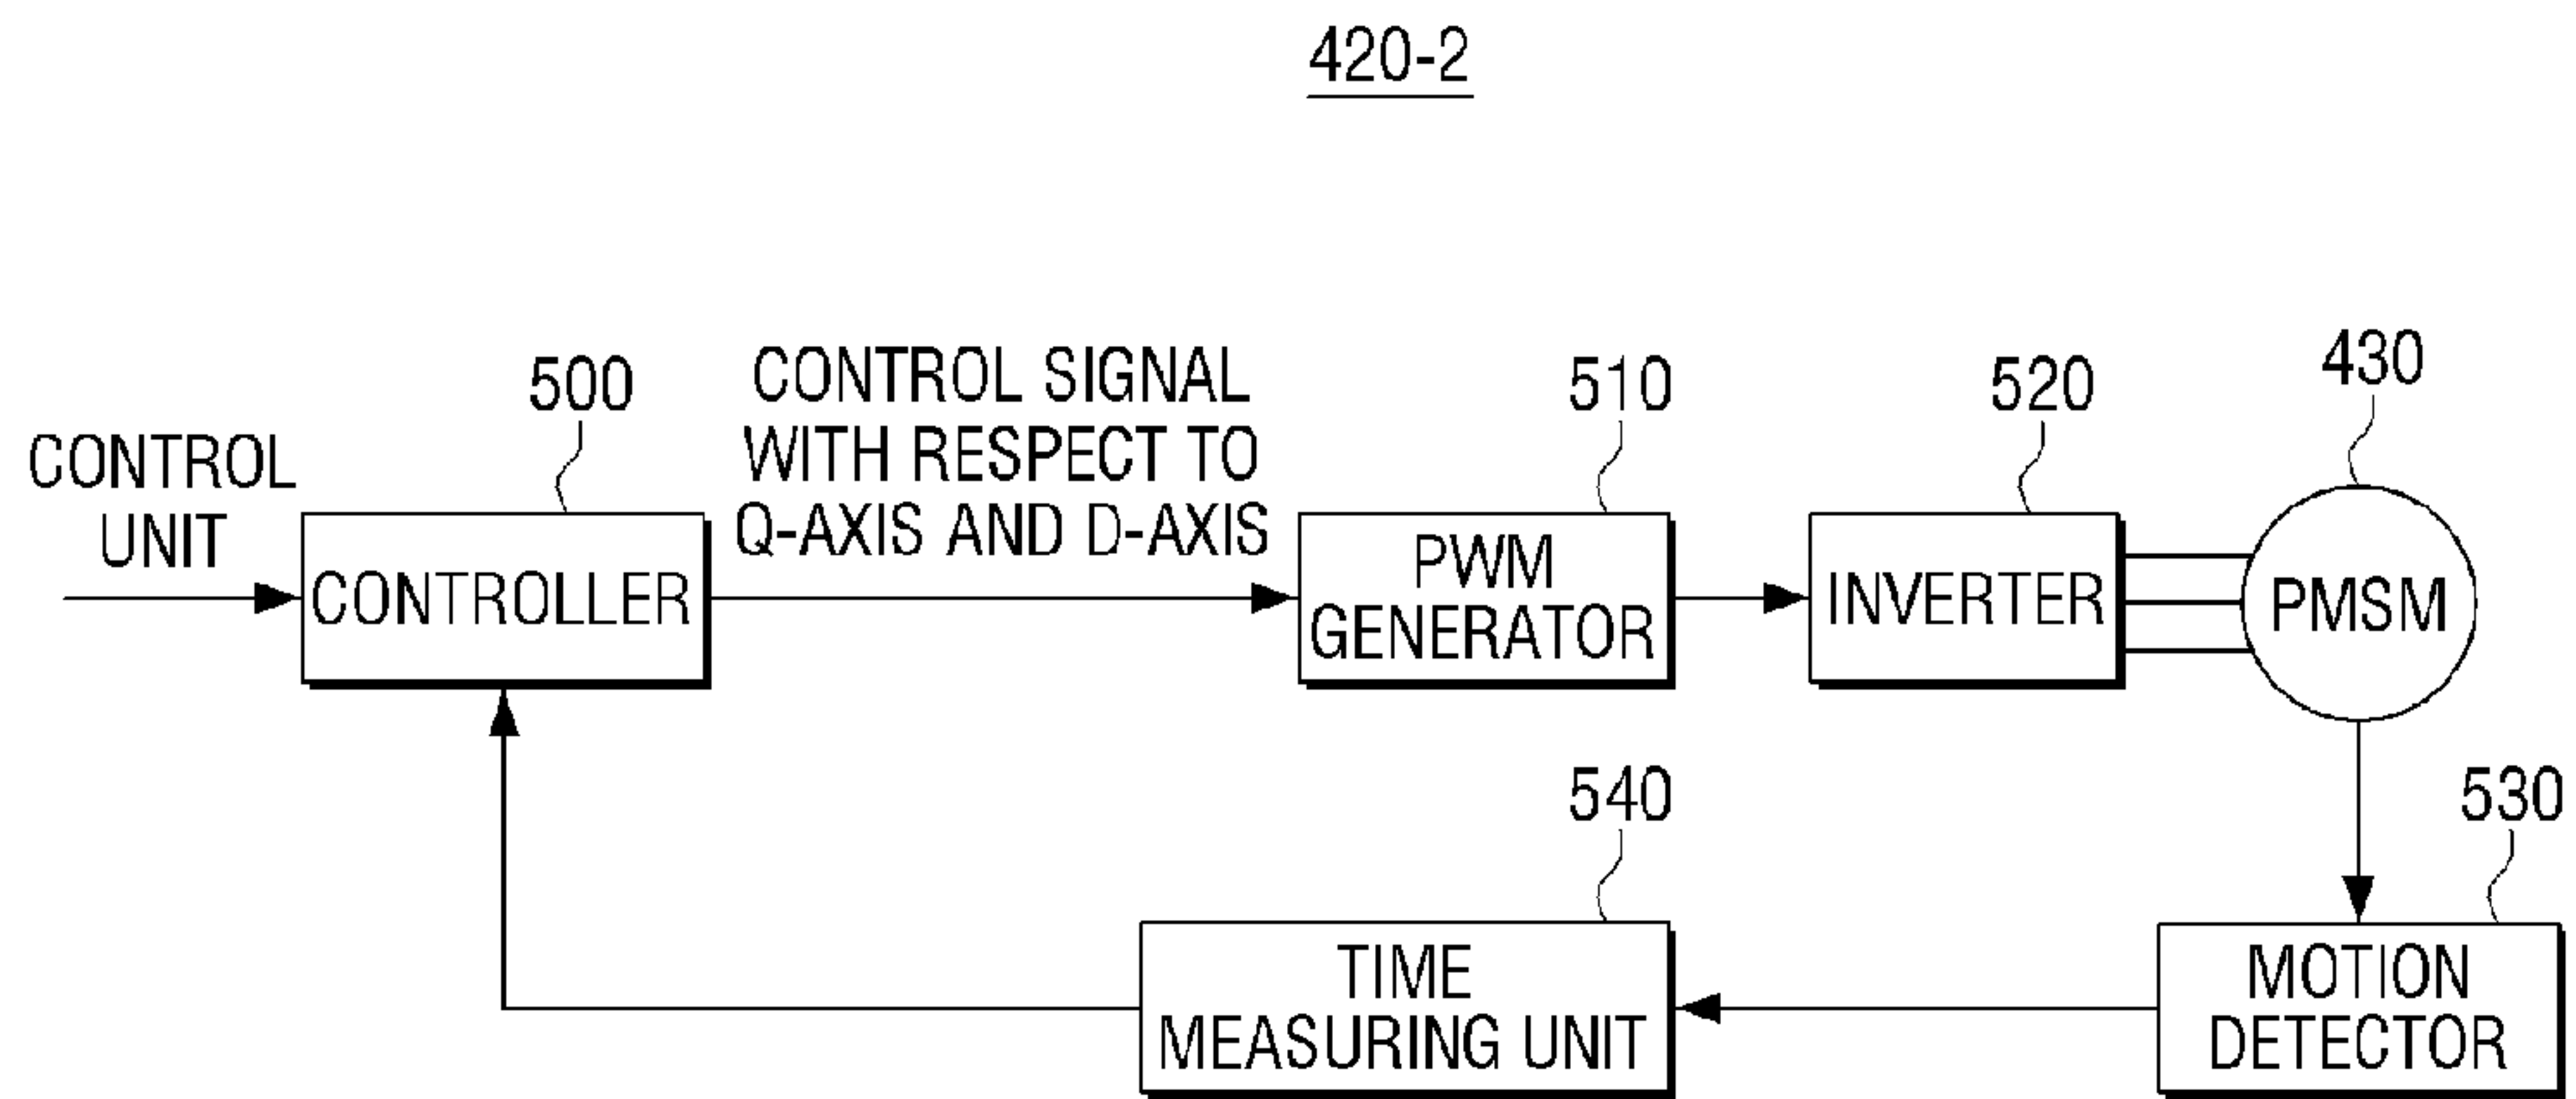 420-2
CONTROL
UNIT
500
CONTROLLER
CONTROL SIGNAL
WITH RESPECT TO
Q-AXIS AND D-AXIS
510
PWM
GENERATOR
520
INVERTER
430
PMSM
540
TIME
MEASURING UNIT
530
MOTION
DETECTOR